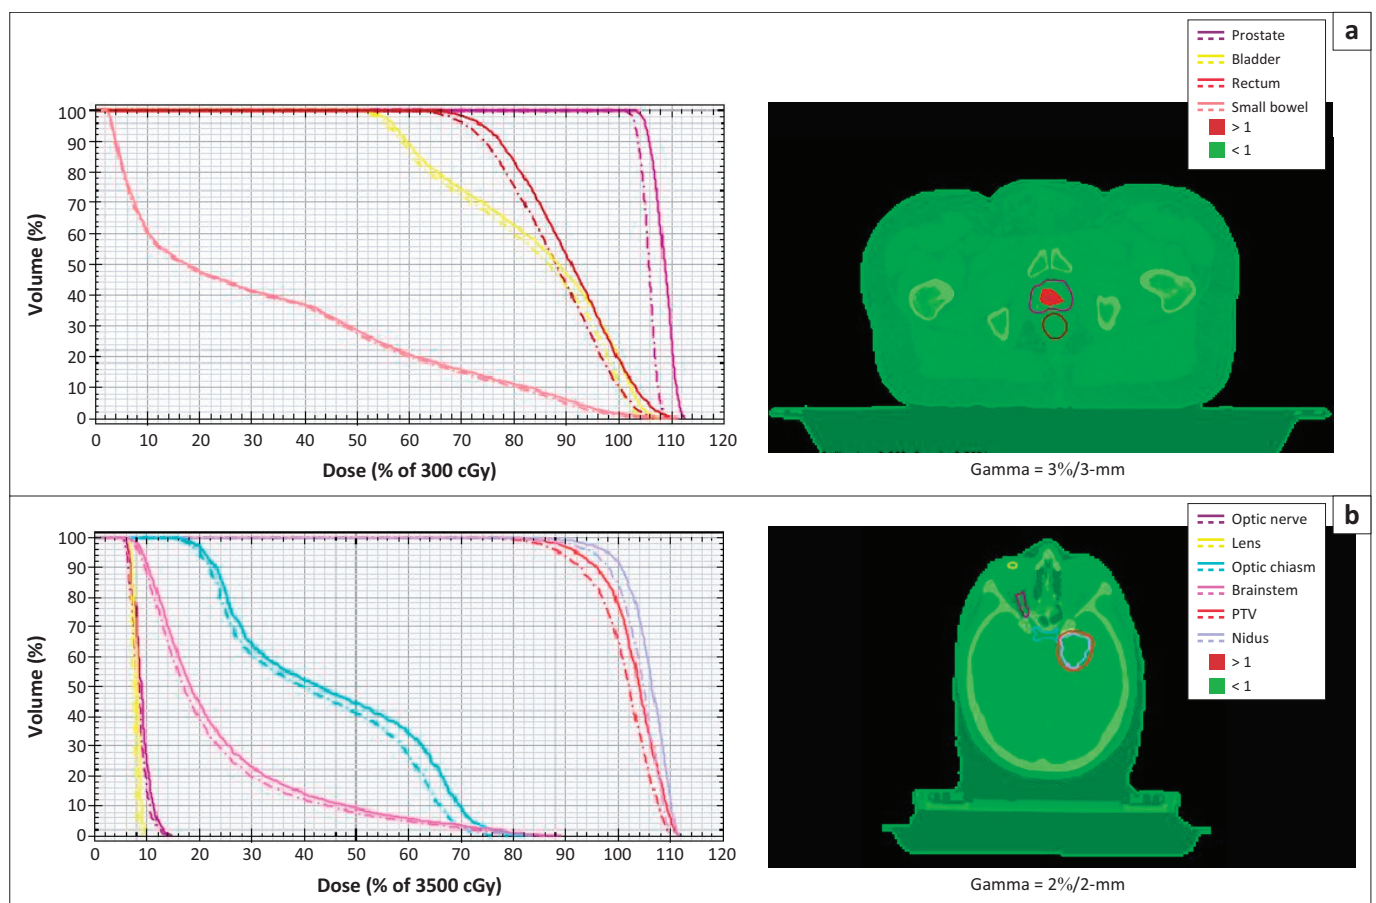 a
Prostate
Bladder
Rectum
Small bowel
> 1
< 1
Volume (%)
100
90
80
70
60
50
40
30
20
10
0
0 10 20 30 40 50 60 70 80 90 100 110 120
Dose (% of 300 cGy)
Gamma = 3%/3-mm
b
Optic nerve
Lens
Optic chiasm
Brainstem
PTV
Nidus
> 1
< 1
Volume (%)
100
90
80
70
60
50
40
30
20
10
0
0 10 20 30 40 50 60 70 80 90 100 110 120
Dose (% of 3500 cGy)
Gamma = 2%/2-mm